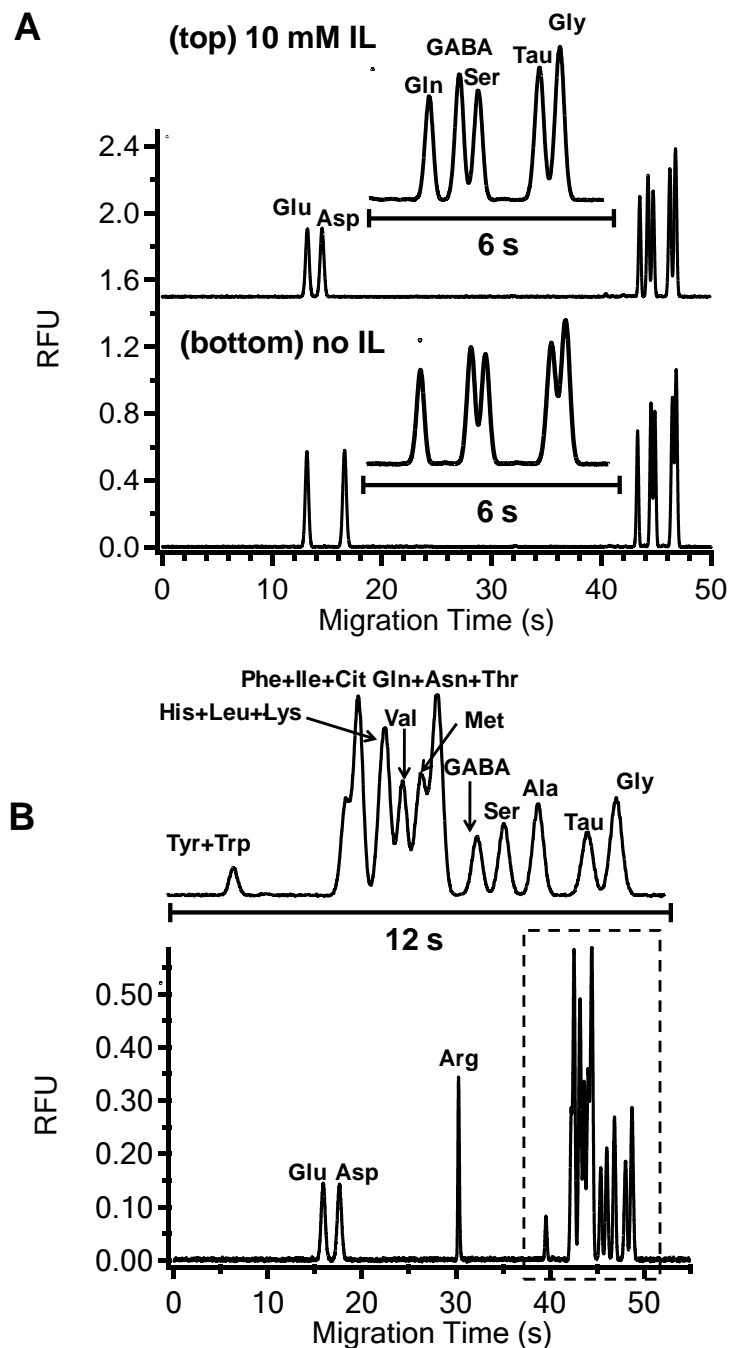 A
(top) 10 mM IL
Gln
GABA
Ser
Tau
Gly
Glu
Asp
6 s
(bottom) no IL
6 s
2.4
2.0
1.6
1.2
0.8
0.4
0.0
RFU
0 10 20 30 40 50
Migration Time (s)
B
Phe+Ile+Cit Gln+Asn+Thr
His+Leu+Lys
Val
Met
GABA
Ser
Ala
Tau
Gly
Tyr+Trp
12 s
Arg
Glu Asp
0.50
0.40
0.30
0.20
0.10
0.00
RFU
0 10 20 30 40 50
Migration Time (s)